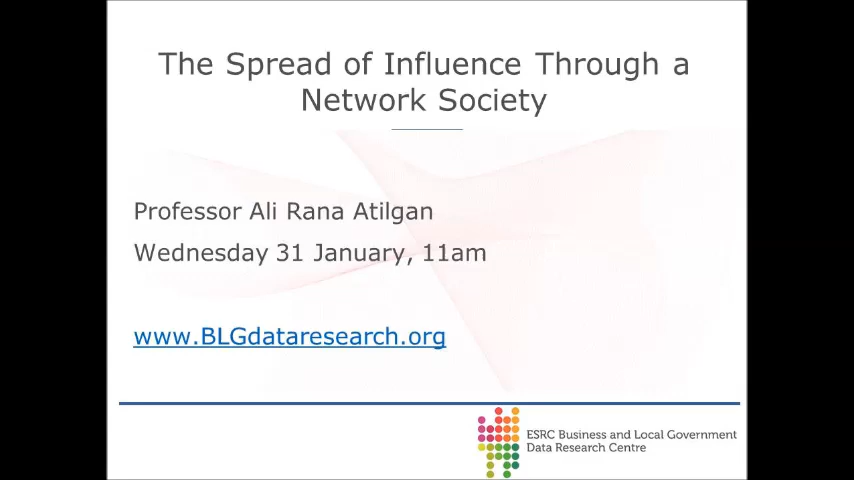 The Spread of Influence Through a
Network Society
Professor Ali Rana Atilgan
Wednesday 31 January, 11am
www.BLGdataresearch.org
ESRC Business and Local Government
Data Research Centre